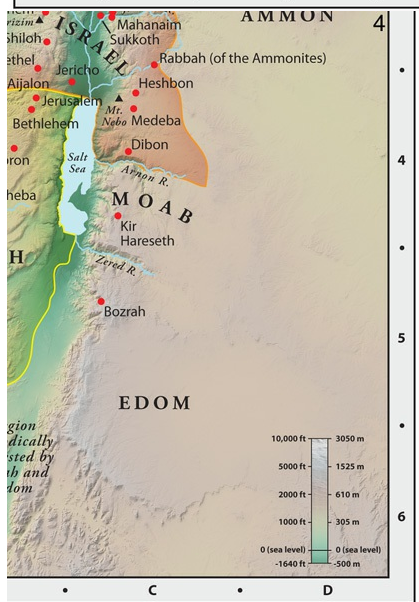 AMMON
4
Mahanaim
Sukkoth
ISRAEL
Shiloh
Rabbah (of the Ammonites)
Jericho
Aijalon
Heshbon
Jerusalem
Mt.
Nebo
Medeba
Bethlehem
Dibon
Salt
Sea
4
Arnon R.
MOAB
Kir
Hareseth
H
Zered R.
Bozrah
5
EDOM
10,000 ft
3050 m
5000 ft
1525 m
2000 ft
610 m
1000 ft
305 m
0 (sea level)
0 (sea level)
-1640 ft
-500 m
6
C
D